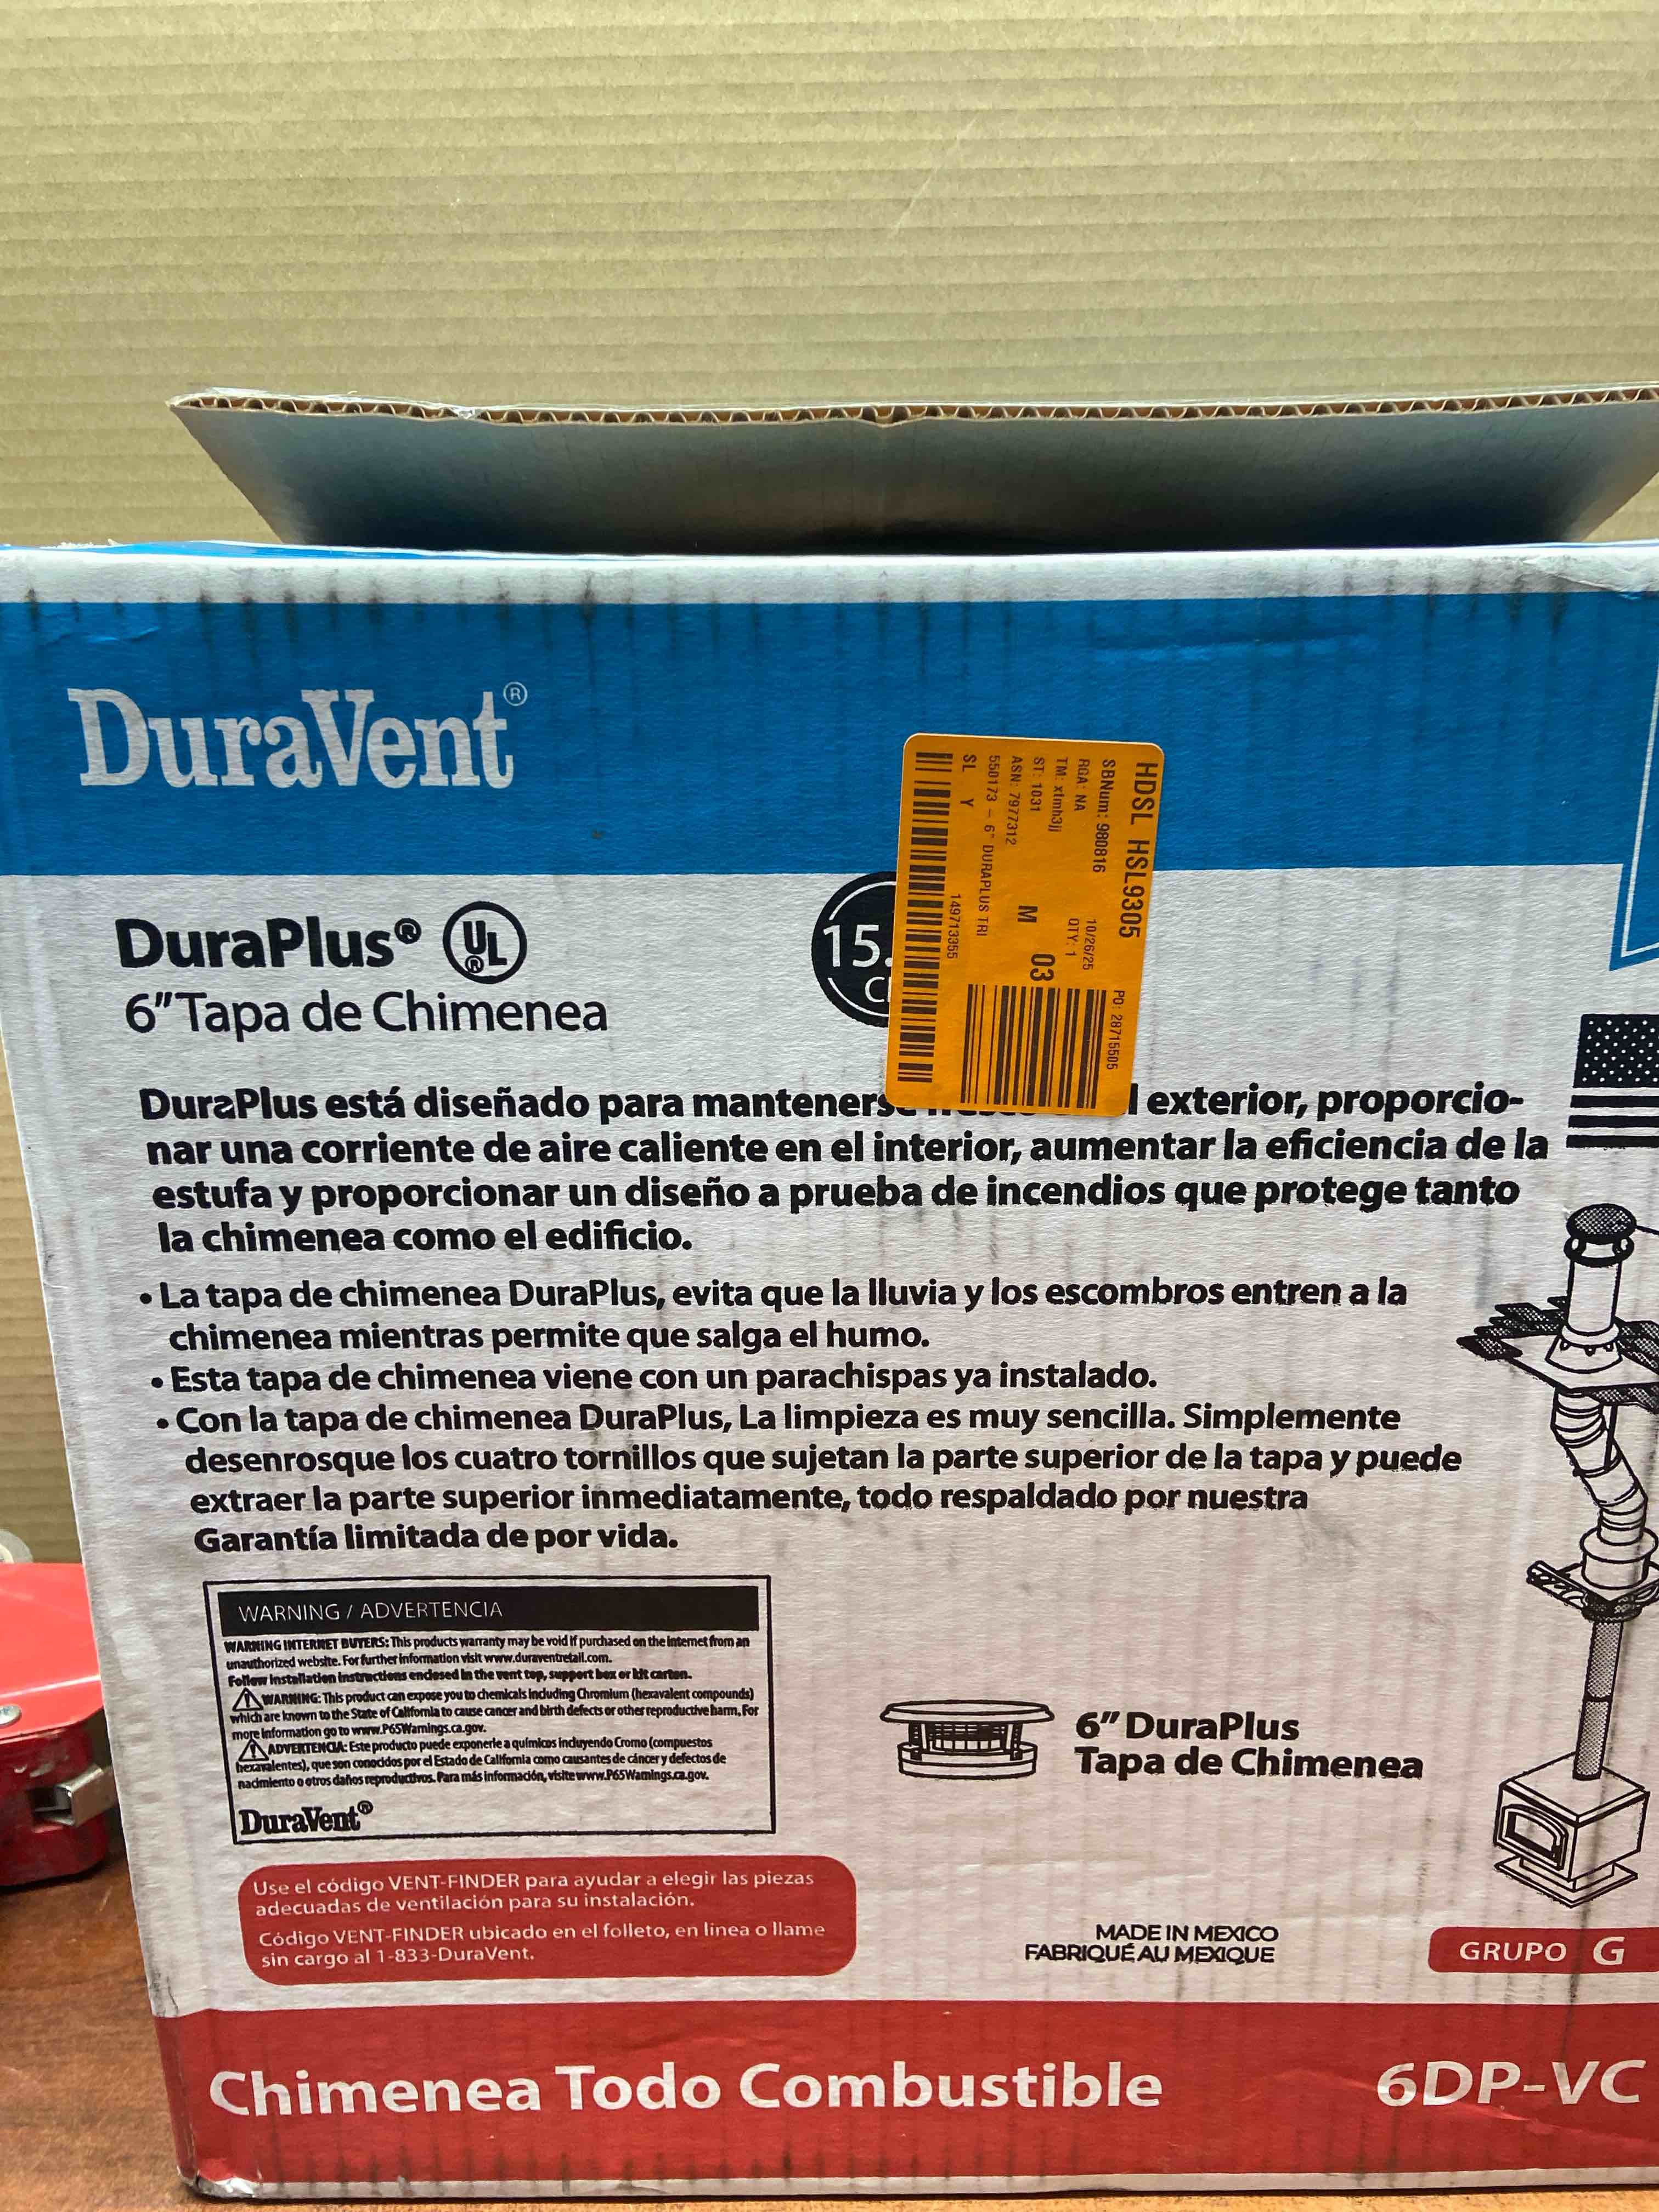 DuraVent®
HDSL HSL9305
SBNum: 980816 10/26/25 PO: 28715505
RGA: NA QTY: 1
TM: xtmh3jj
ST: 1031 M 03
ASN: 7977312
550173 - 6" DURAPLUS TRI
SL Y 149713355
DuraPlus® UL®
6" Tapa de Chimenea
15.
DuraPlus está diseñado para exterior, proporcio-
nar una corriente de aire caliente en el interior, aumentar la eficiencia de la
estufa y proporcionar un diseño a prueba de incendios que protege tanto
la chimenea como el edificio.
• La tapa de chimenea DuraPlus, evita que la lluvia y los escombros entren a la
chimenea mientras permite que salga el humo.
• Esta tapa de chimenea viene con un parachispas ya instalado.
• Con la tapa de chimenea DuraPlus, La limpieza es muy sencilla. Simplemente
desenrosque los cuatro tornillos que sujetan la parte superior de la tapa y puede
extraer la parte superior inmediatamente, todo respaldado por nuestra
Garantía limitada de por vida.
WARNING / ADVERTENCIA
WARNING INTERNET BUYERS: This products warranty may be void if purchased on the internet from an
unauthorized website. For further information visit www.duraventretail.com.
Follow installation instructions enclosed in the vent top, support box or kit carton.
WARNING: This product can expose you to chemicals including Chromium (hexavalent compounds)
which are known to the State of California to cause cancer and birth defects or other reproductive harm, For
more information go to www.P65Warnings.ca.gov.
ADVERTENCIA: Este producto puede exponerle a químicos incluyendo Cromo (compuestos
hexavalentes), que son conocidos por el Estado de California como causantes de cáncer y defectos de
nacimiento o otros daños reproductivos. Para más información, visite www.P65Warnings.ca.gov.
DuraVent®
6" DuraPlus
Tapa de Chimenea
Use el código VENT-FINDER para ayudar a elegir las piezas
adecuadas de ventilación para su instalación.
Código VENT-FINDER ubicado en el folleto, en línea o llame
sin cargo al 1-833-DuraVent.
MADE IN MEXICO
FABRIQUÉ AU MEXIQUE
GRUPO G
Chimenea Todo Combustible 6DP-VC